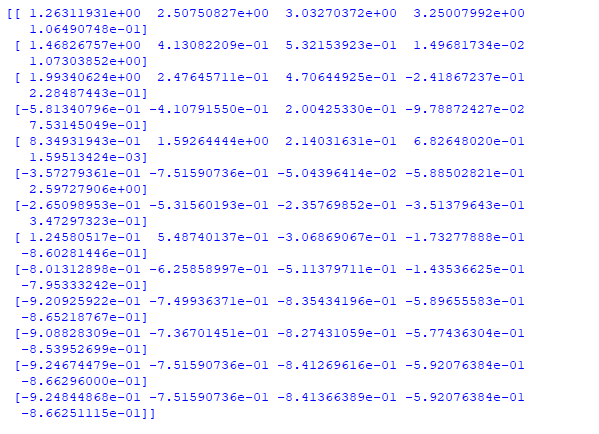 [[ 1.26311931e+00  2.50750827e+00  3.03270372e+00  3.25007992e+00
   1.06490748e-01]
 [ 1.46826757e+00  4.13082209e-01  5.32153923e-01  1.49681734e-02
   1.07303852e+00]
 [ 1.99340624e+00  2.47645711e-01  4.70644925e-01 -2.41867237e-01
   2.28487443e-01]
 [-5.81340796e-01 -4.10791550e-01  2.00425330e-01 -9.78872427e-02
   7.53145049e-01]
 [ 8.34931943e-01  1.59264444e+00  2.14031631e-01  6.82648020e-01
   1.59513424e-03]
 [-3.57279361e-01 -7.51590736e-01 -5.04396414e-02 -5.88502821e-01
   2.59727906e+00]
 [-2.65098953e-01 -5.31560193e-01 -2.35769852e-01 -3.51379643e-01
   3.47297323e-01]
 [ 1.24580517e-01  5.48740137e-01 -3.06869067e-01 -1.73277888e-01
  -8.60281446e-01]
 [-8.01312898e-01 -6.25858997e-01 -5.11379711e-01 -1.43536625e-01
  -7.95333242e-01]
 [-9.20925922e-01 -7.49936371e-01 -8.35434196e-01 -5.89655583e-01
  -8.65218767e-01]
 [-9.08828309e-01 -7.36701451e-01 -8.27431059e-01 -5.77436304e-01
  -8.53952699e-01]
 [-9.24674479e-01 -7.51590736e-01 -8.41269616e-01 -5.92076384e-01
  -8.66296000e-01]
 [-9.24844868e-01 -7.51590736e-01 -8.41366389e-01 -5.92076384e-01
  -8.66251115e-01]]